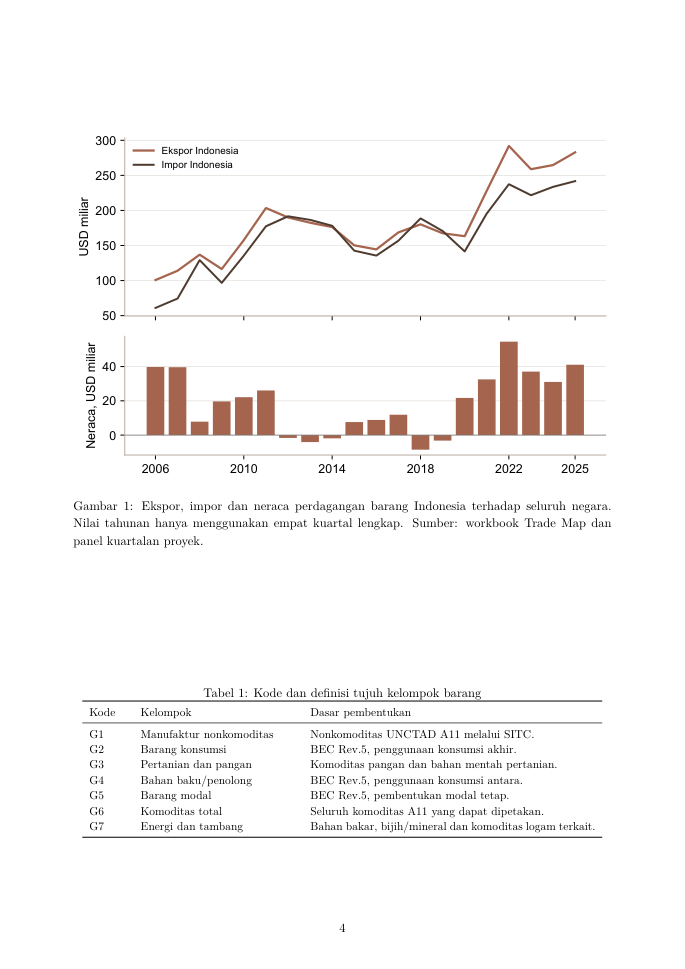 300
250
200
150
100
50
USD miliar
Ekspor Indonesia
Impor Indonesia
40
20
0
Neraca, USD miliar
2006 2010 2014 2018 2022 2025
Gambar 1: Ekspor, impor dan neraca perdagangan barang Indonesia terhadap seluruh negara.
Nilai tahunan hanya menggunakan empat kuartal lengkap. Sumber: workbook Trade Map dan
panel kuartalan proyek.
Tabel 1: Kode dan definisi tujuh kelompok barang
Kode Kelompok Dasar pembentukan
G1 Manufaktur nonkomoditas Nonkomoditas UNCTAD A11 melalui SITC.
G2 Barang konsumsi BEC Rev.5, penggunaan konsumsi akhir.
G3 Pertanian dan pangan Komoditas pangan dan bahan mentah pertanian.
G4 Bahan baku/penolong BEC Rev.5, penggunaan konsumsi antara.
G5 Barang modal BEC Rev.5, pembentukan modal tetap.
G6 Komoditas total Seluruh komoditas A11 yang dapat dipetakan.
G7 Energi dan tambang Bahan bakar, bijih/mineral dan komoditas logam terkait.
4